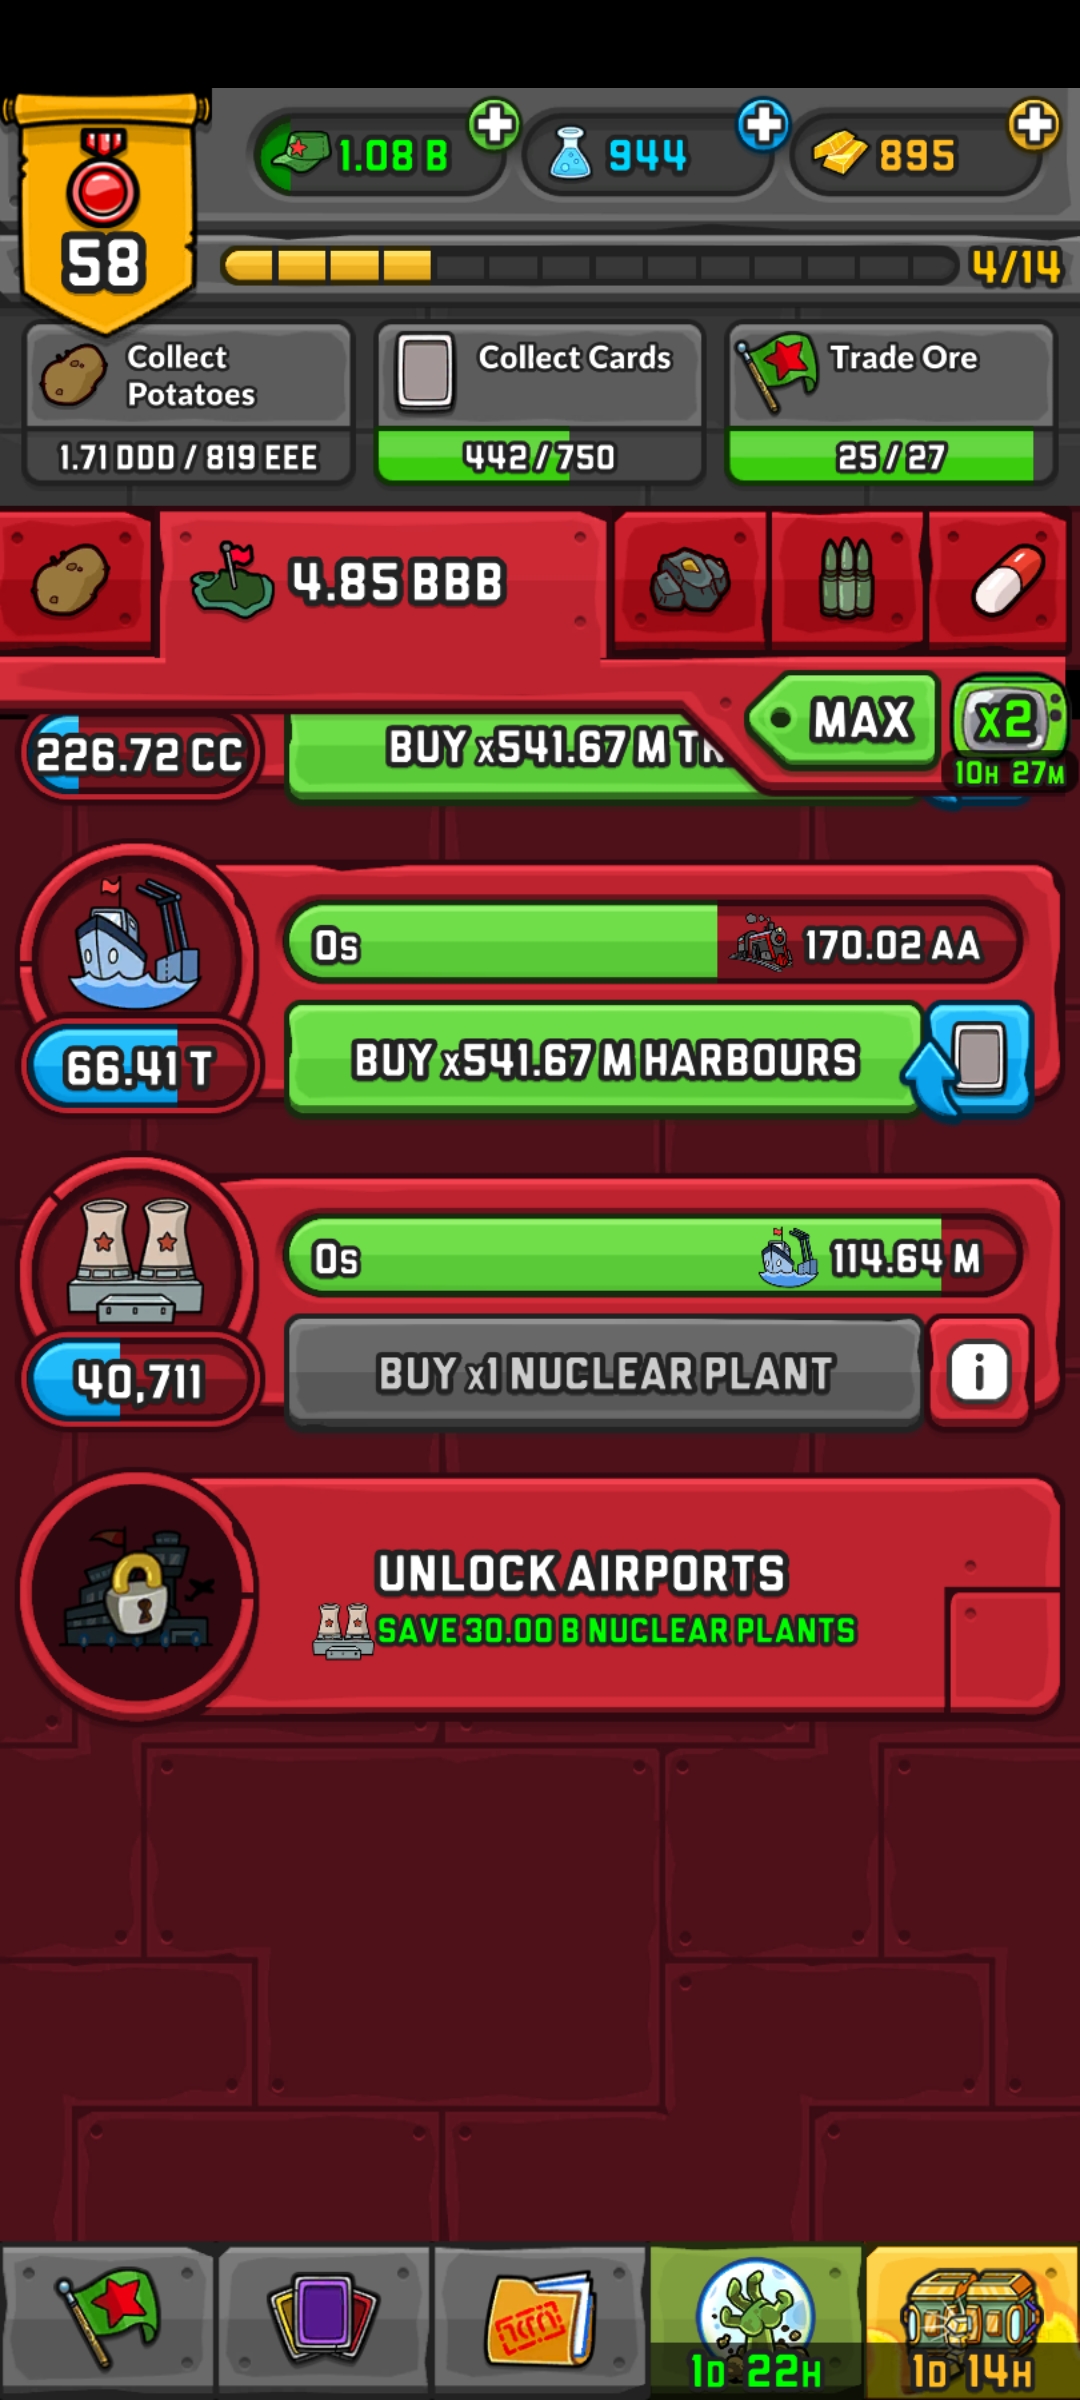 58
1.08 B
944
895
4/14
Collect
Potatoes
1.71 DDD / 819 EEE
Collect Cards
442/750
Trade Ore
25/27
4.85 BBB
MAX
x2
10H 27M
226.72 CC
BUY x541.67 M
0s
170.02 AA
66.41 T
BUY x541.67 M HARBOURS
0s
114.64 M
40,711
BUY x1 NUCLEAR PLANT
i
UNLOCK AIRPORTS
SAVE 30.00 B NUCLEAR PLANTS
1D 22H
1D 14H